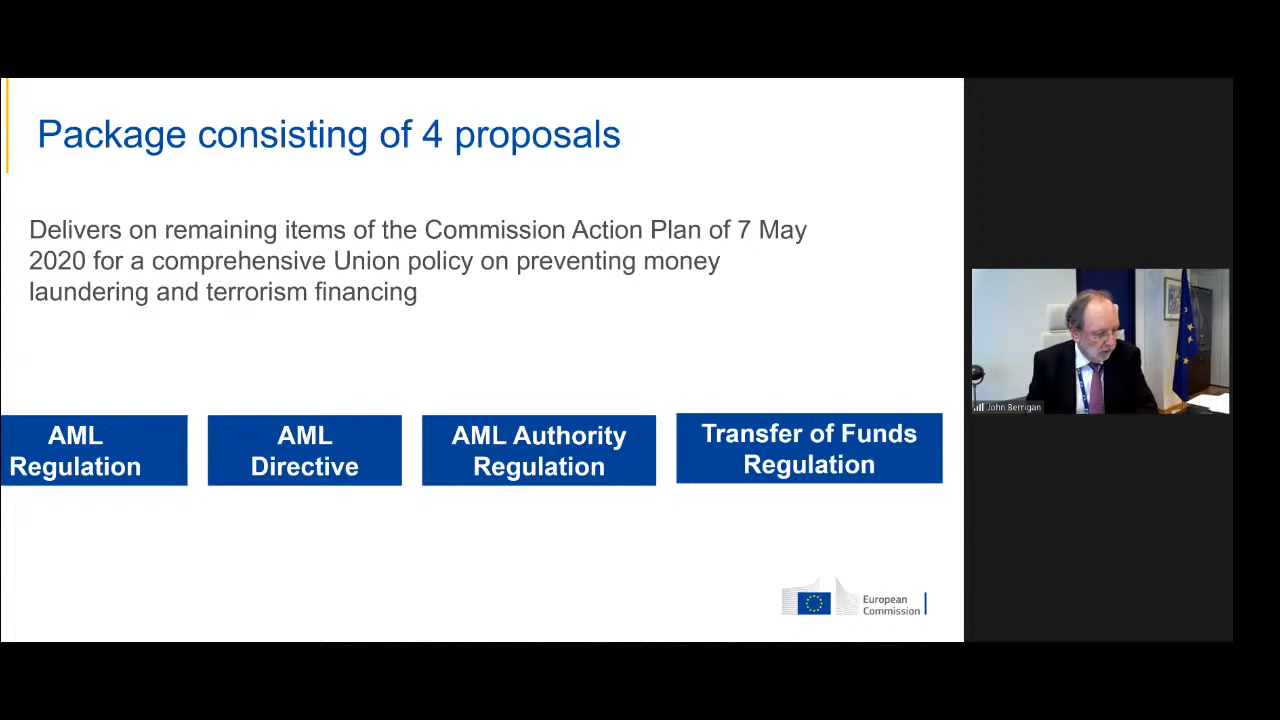 Package consisting of 4 proposals
Delivers on remaining items of the Commission Action Plan of 7 May
2020 for a comprehensive Union policy on preventing money
laundering and terrorism financing
AML
Regulation
AML
Directive
AML Authority
Regulation
Transfer of Funds
Regulation
European
Commission
John Berrigan